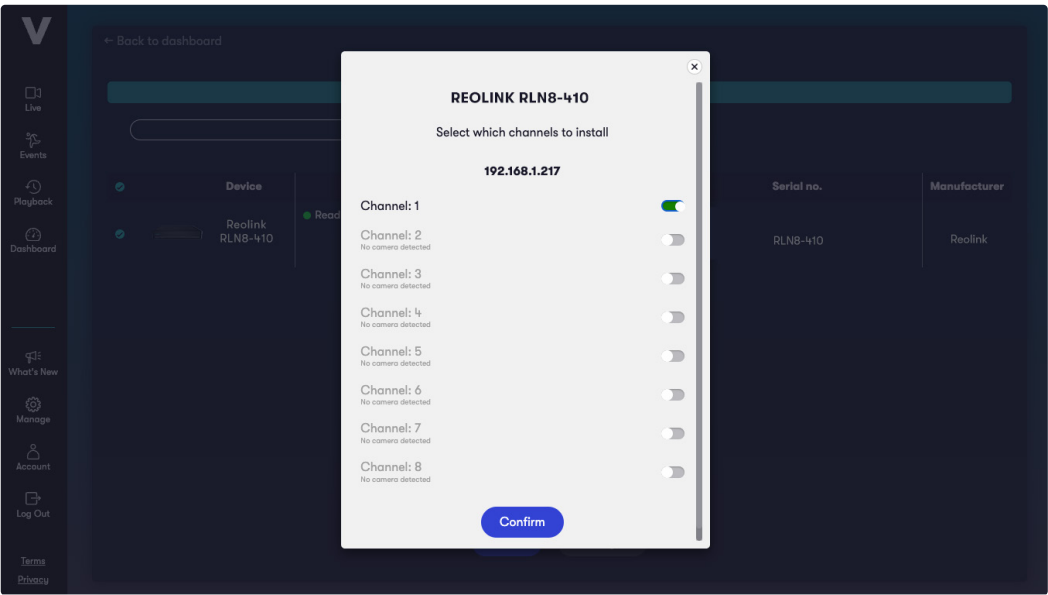 V
← Back to dashboard
Live
Events
Playback
Dashboard
What's New
Manage
Account
Log Out
Terms
Privacy
Device
Serial no.
Manufacturer
Reolink
RLN8-410
Read
RLN8-410
Reolink
REOLINK RLN8-410
Select which channels to install
192.168.1.217
Channel: 1
Channel: 2
No camera detected
Channel: 3
No camera detected
Channel: 4
No camera detected
Channel: 5
No camera detected
Channel: 6
No camera detected
Channel: 7
No camera detected
Channel: 8
No camera detected
Confirm